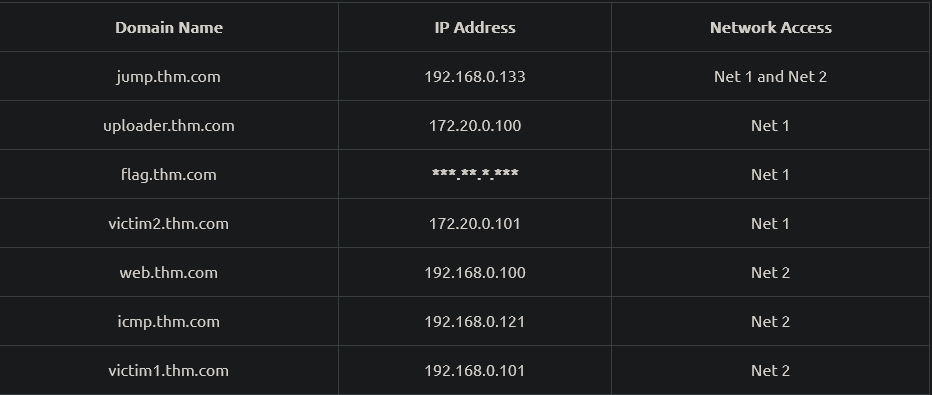 Domain Name IP Address Network Access
jump.thm.com 192.168.0.133 Net 1 and Net 2
uploader.thm.com 172.20.0.100 Net 1
flag.thm.com ***.**.*.*** Net 1
victim2.thm.com 172.20.0.101 Net 1
web.thm.com 192.168.0.100 Net 2
icmp.thm.com 192.168.0.121 Net 2
victim1.thm.com 192.168.0.101 Net 2